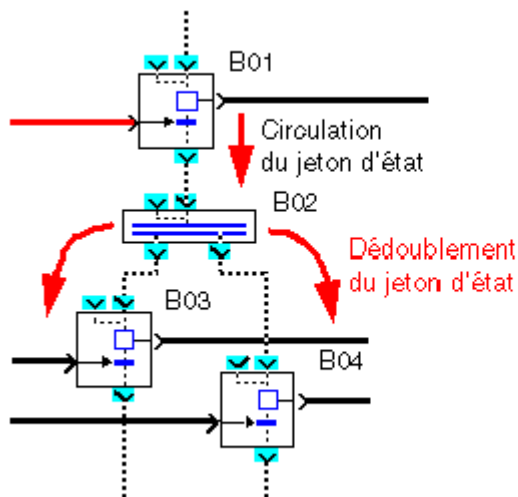 B01
Circulation
du jeton d'état
B02
Dédoublement
du jeton d'état
B03
B04